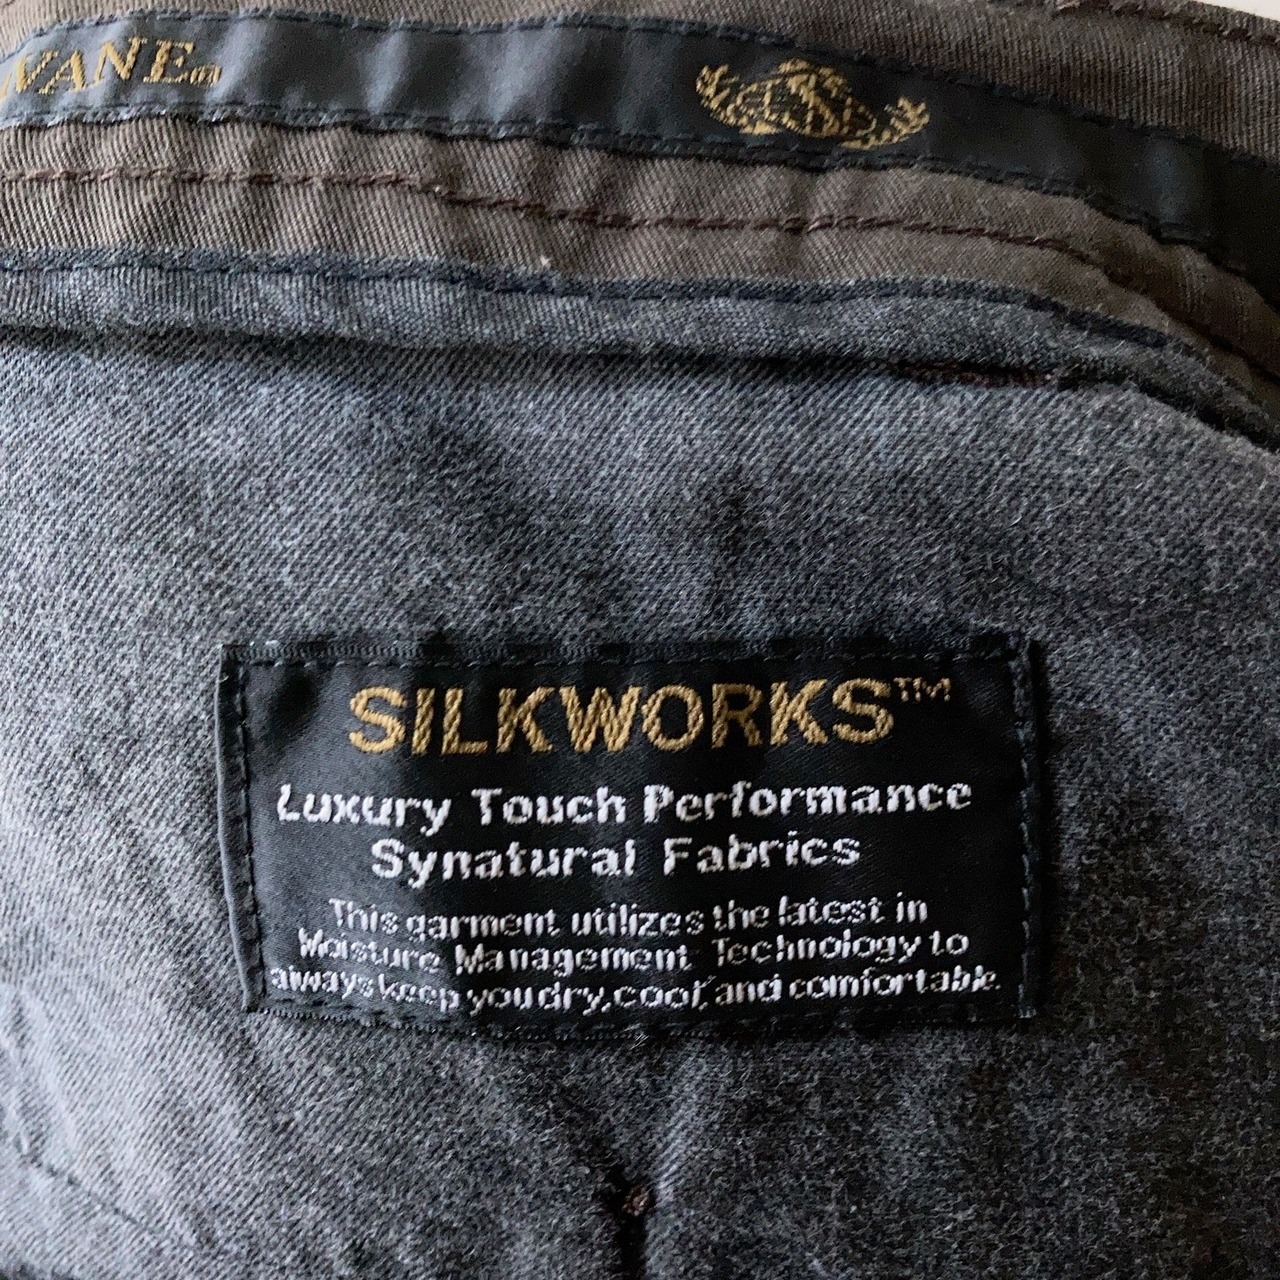 VANE
SILKWORKS™
Luxury Touch Performance
Synatural Fabrics
This garment utilizes the latest in
Moisture Management Technology to
always keep you dry, cool, and comfortable.